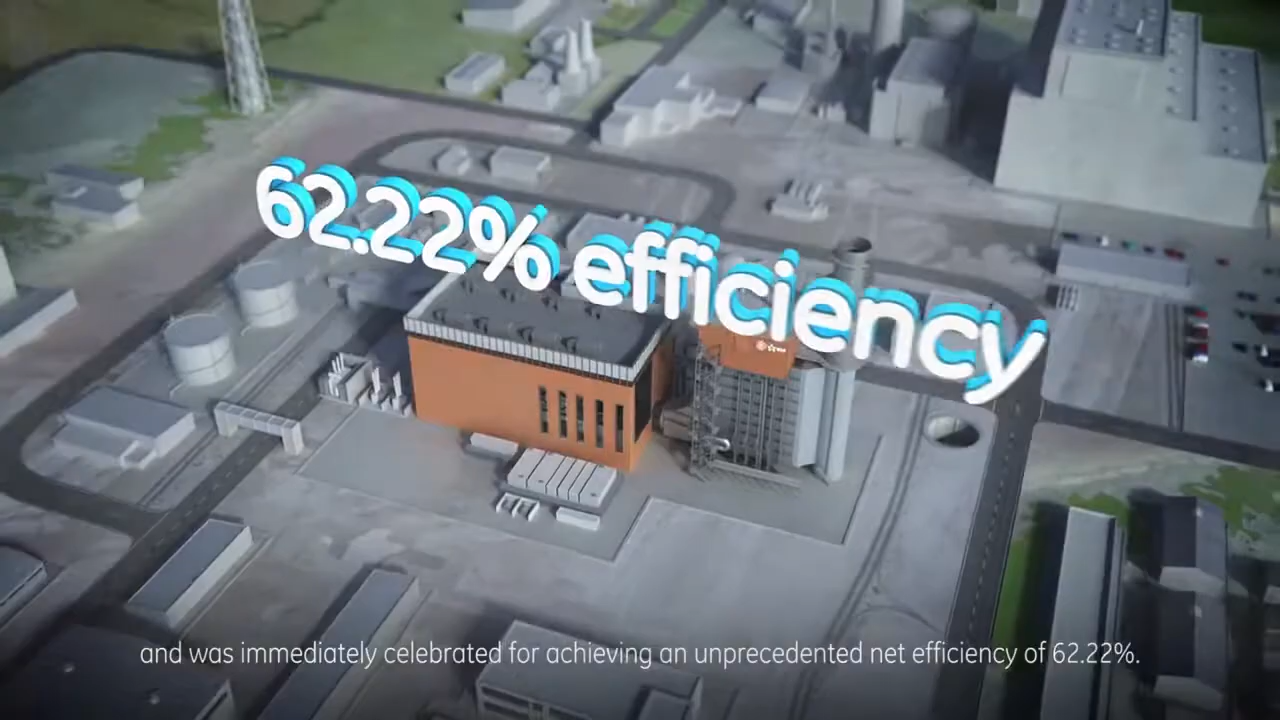 62.22% efficiency
and was immediately celebrated for achieving an unprecedented net efficiency of 62.22%.